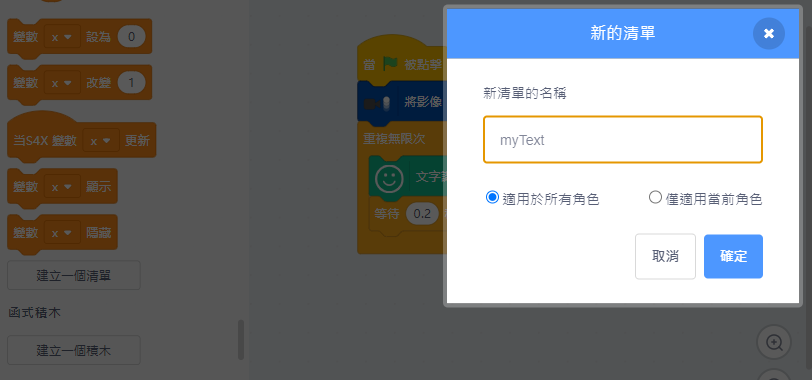 變數 x 設為 0
變數 x 改變 1
当S4X 變數 x 更新
變數 x 顯示
變數 x 隱藏
建立一個清單
函式積木
建立一個積木
當 被點擊
將影像
重複無限次
文字
等待 0.2
新的清單
新清單的名稱
myText
適用於所有角色
僅適用當前角色
取消
確定